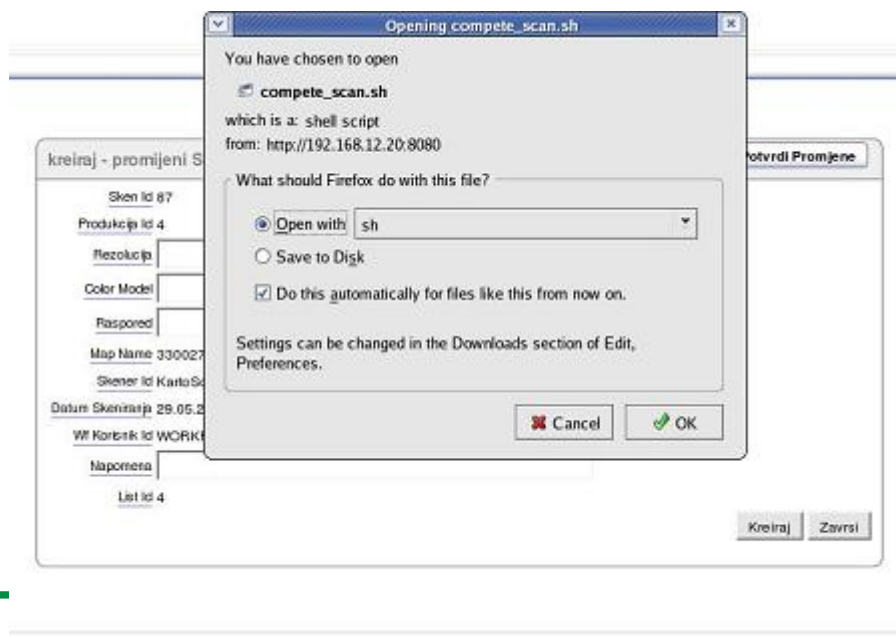 Opening compete_scan.sh
You have chosen to open
compete_scan.sh
which is a: shell script
from: http://192.168.12.20:8080
What should Firefox do with this file?
Open with sh
Save to Disk
Do this automatically for files like this from now on.
Settings can be changed in the Downloads section of Edit,
Preferences.
Cancel
OK
kreiraj - promijeni S
Potvrdi Promjene
Sken Id 87
Produkcija Id 4
Rezolucija
Color Model
Raspored
Map Name 330027
Skener Id KartoSc
Datum Skeniranja 29.05.2
Wf Korisnik Id WORKF
Napomena
List Id 4
Kreiraj
Zavrsi